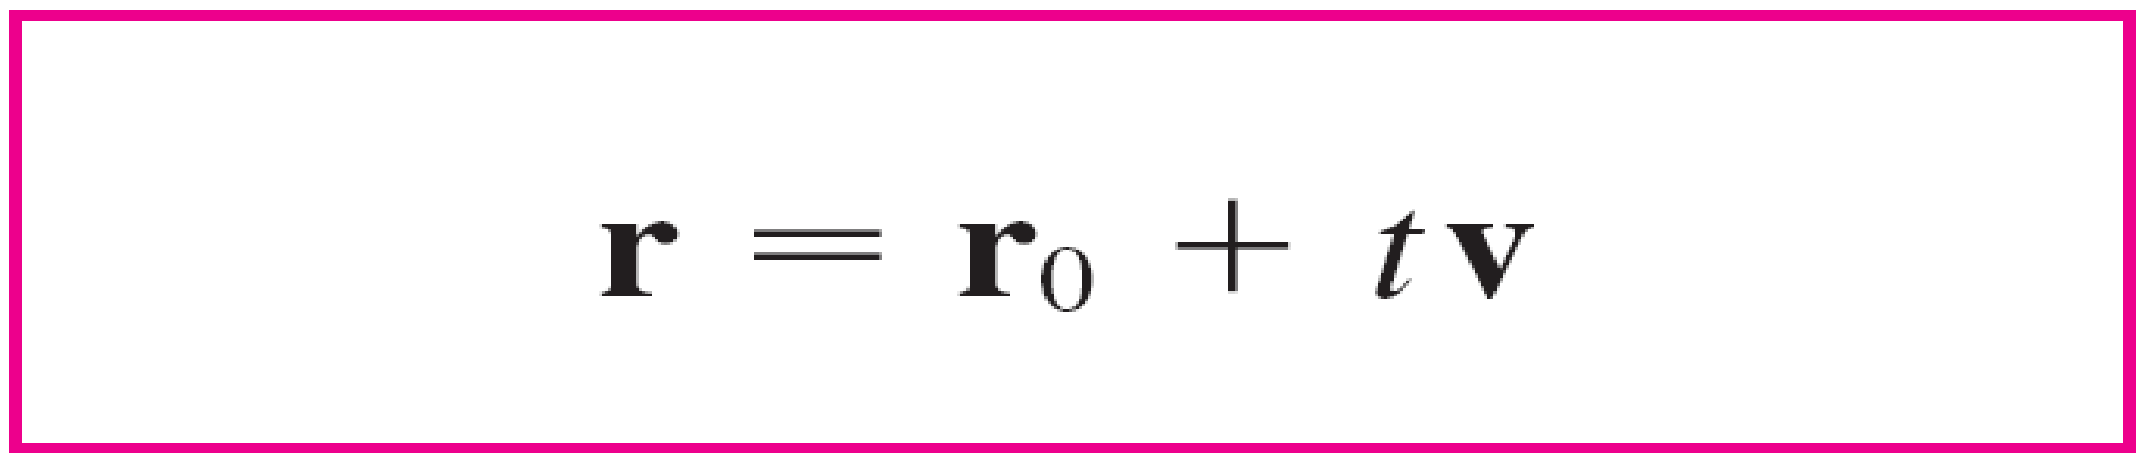 r = r₀ + tv